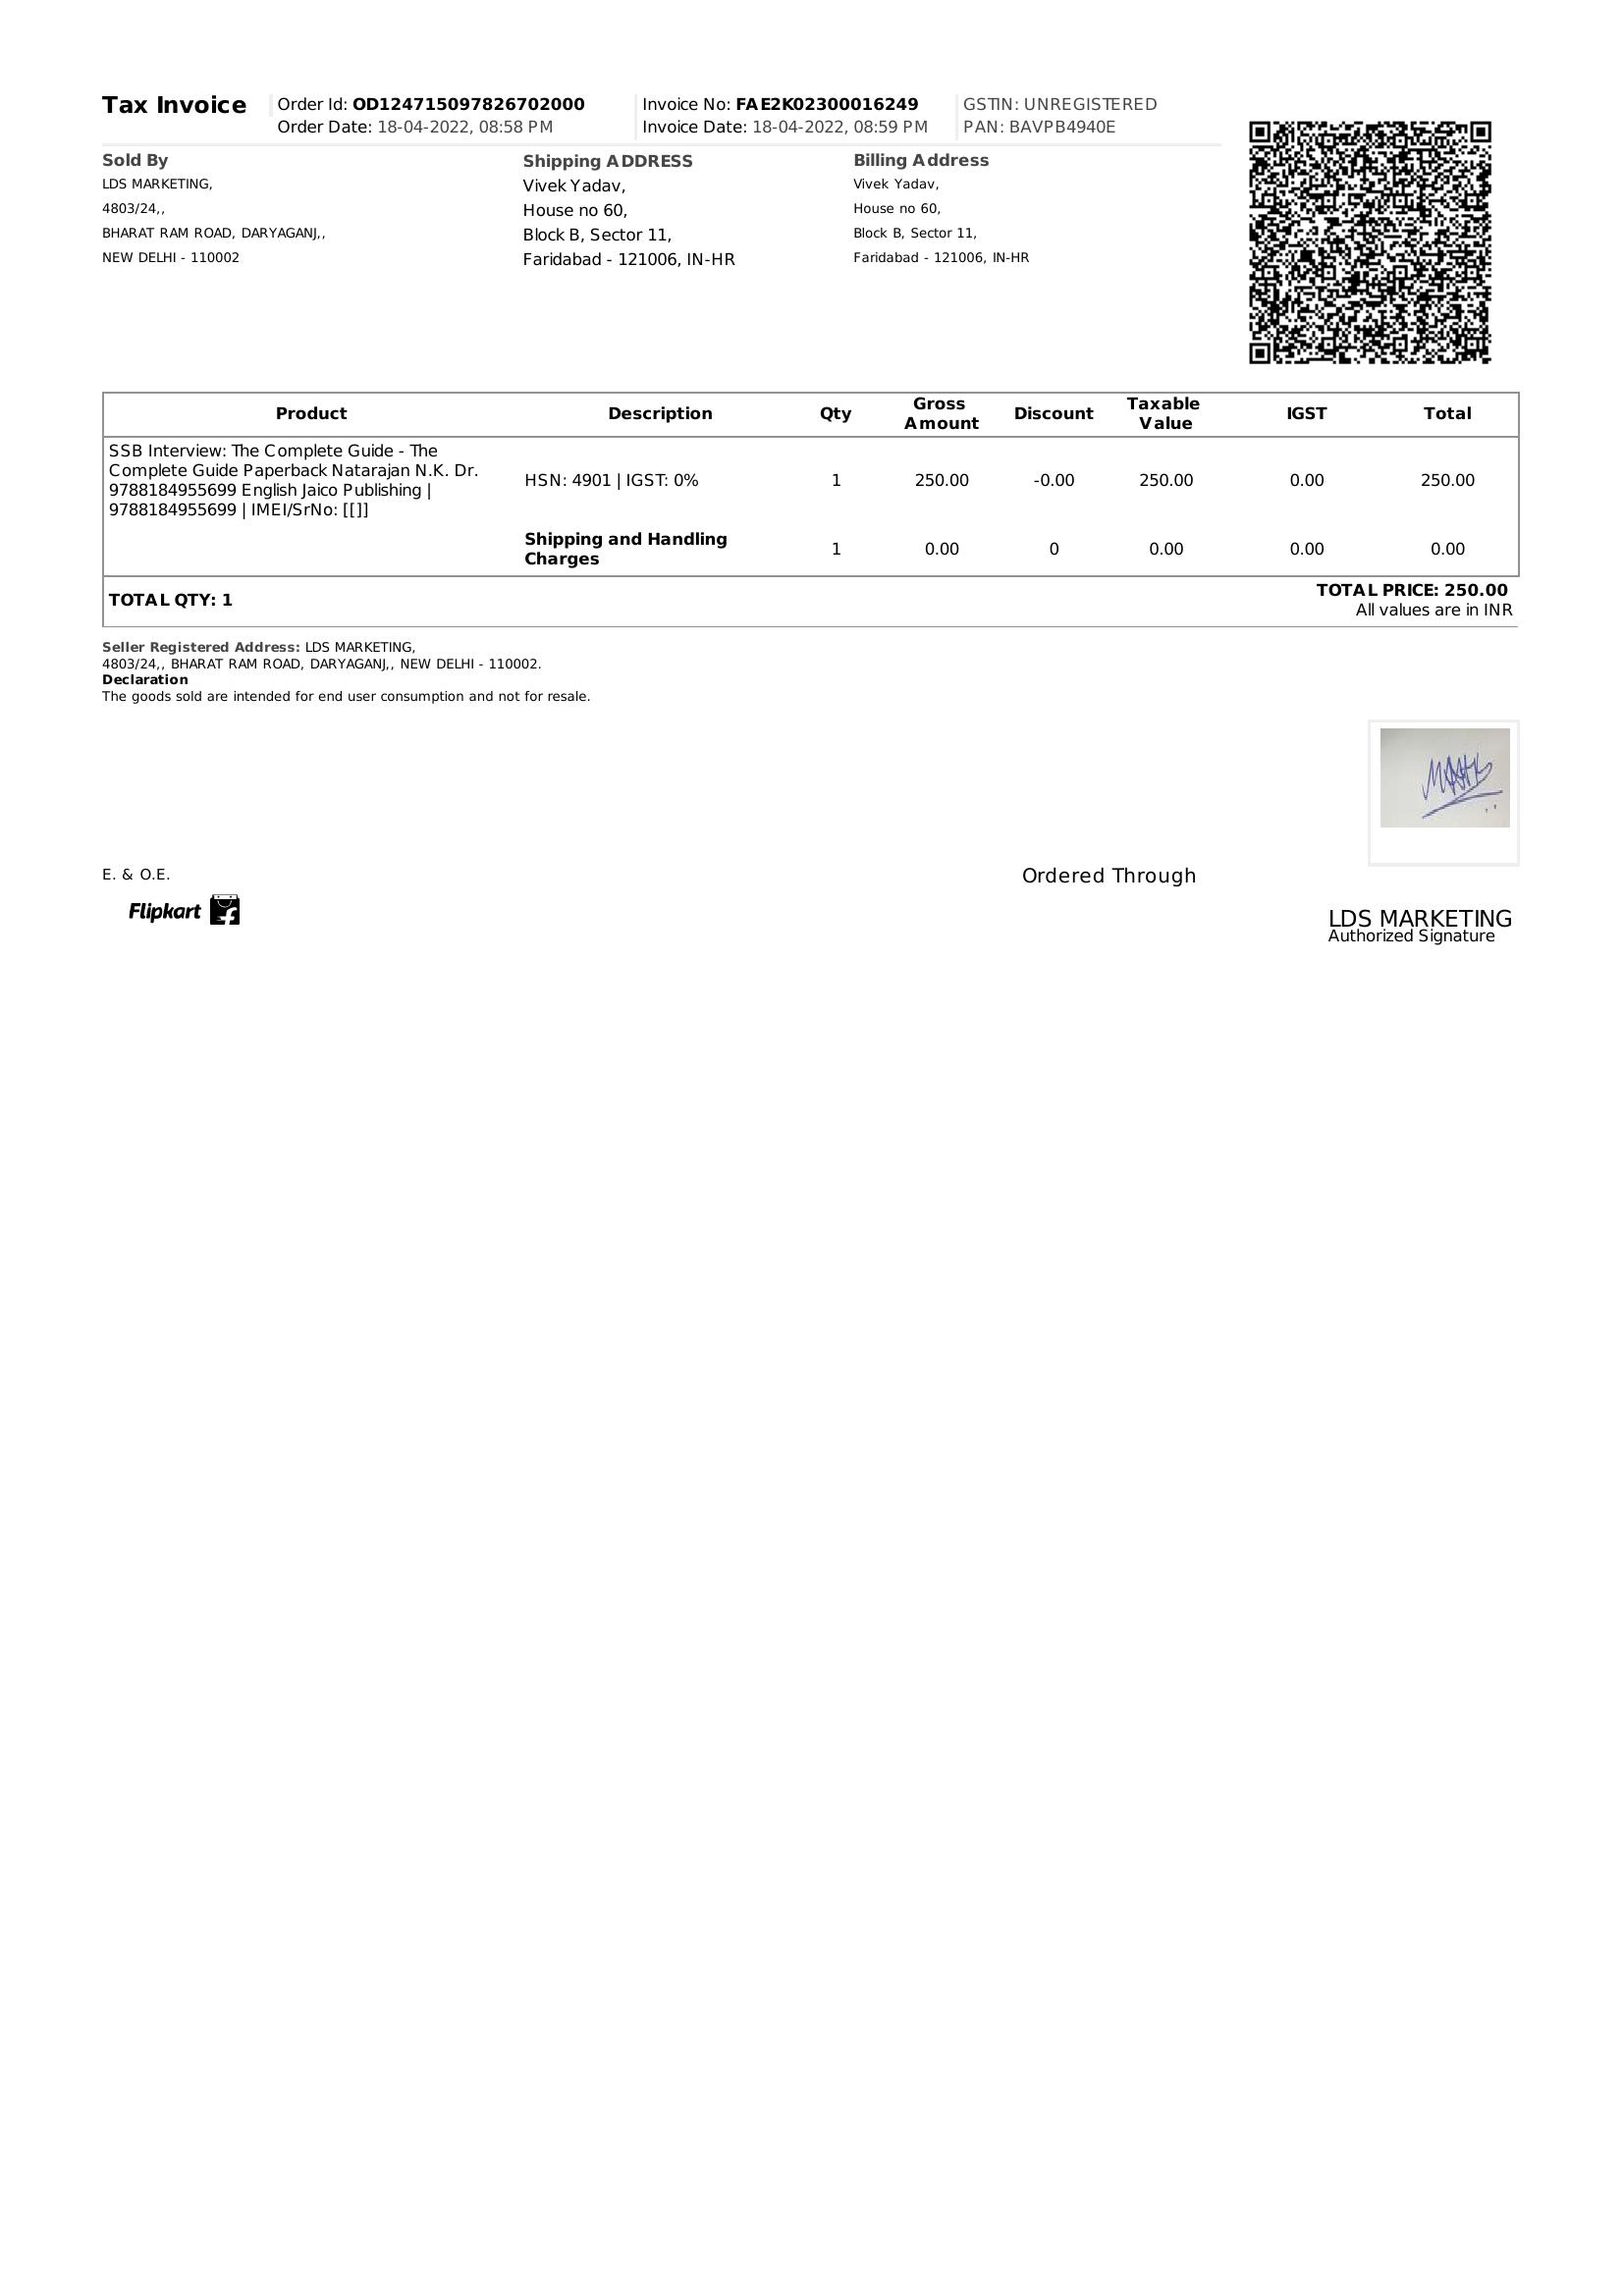 Tax Invoice
Order Id: OD124715097826702000
Order Date: 18-04-2022, 08:58 PM
Invoice No: FAE2K02300016249
Invoice Date: 18-04-2022, 08:59 PM
GSTIN: UNREGISTERED
PAN: BAVPB4940E
Sold By
LDS MARKETING,
4803/24,,
BHARAT RAM ROAD, DARYAGANJ,,
NEW DELHI - 110002
Shipping ADDRESS
Vivek Yadav,
House no 60,
Block B, Sector 11,
Faridabad - 121006, IN-HR
Billing Address
Vivek Yadav,
House no 60,
Block B, Sector 11,
Faridabad - 121006, IN-HR
Product Description Qty Gross Amount Discount Taxable Value IGST Total
SSB Interview: The Complete Guide - The
Complete Guide Paperback Natarajan N.K. Dr.
9788184955699 English Jaico Publishing |
9788184955699 | IMEI/SrNo: [[]]
HSN: 4901 | IGST: 0% 1 250.00 -0.00 250.00 0.00 250.00
Shipping and Handling
Charges 1 0.00 0 0.00 0.00 0.00
TOTAL QTY: 1
TOTAL PRICE: 250.00
All values are in INR
Seller Registered Address: LDS MARKETING,
4803/24,, BHARAT RAM ROAD, DARYAGANJ,, NEW DELHI - 110002.
Declaration
The goods sold are intended for end user consumption and not for resale.
E. & O.E.
Ordered Through
Flipkart
LDS MARKETING
Authorized Signature